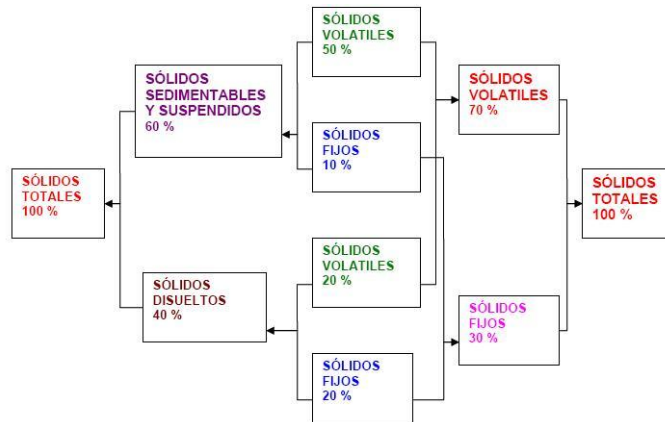 SÓLIDOS
TOTALES
100 %
SÓLIDOS
SEDIMENTABLES
Y SUSPENDIDOS
60 %
SÓLIDOS
DISUELTOS
40 %
SÓLIDOS
VOLATILES
50 %
SÓLIDOS
FIJOS
10 %
SÓLIDOS
VOLATILES
20 %
SÓLIDOS
FIJOS
20 %
SÓLIDOS
VOLATILES
70 %
SÓLIDOS
FIJOS
30 %
SÓLIDOS
TOTALES
100 %